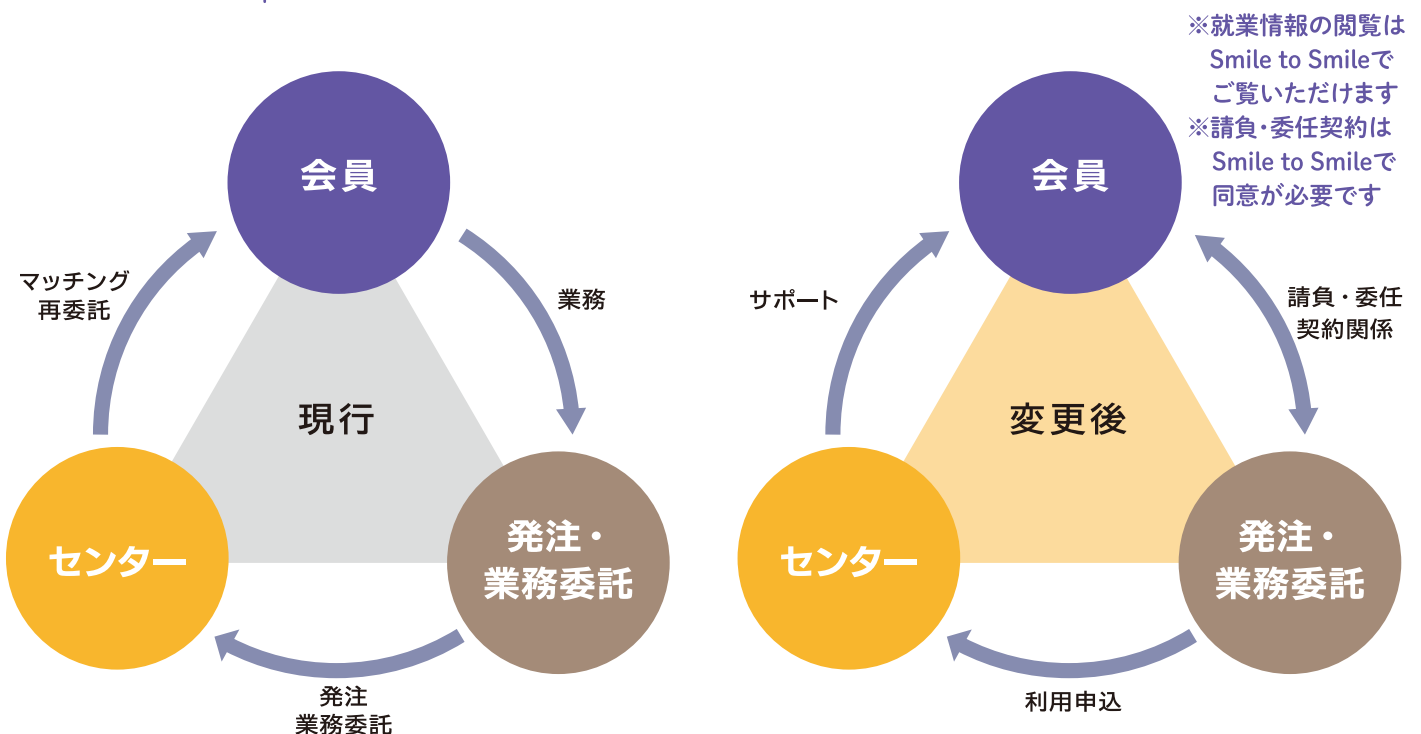 会員
マッチング
再委託
業務
現行
センター
発注・
業務委託
発注
業務委託
※就業情報の閲覧は
Smile to Smileで
ご覧いただけます
※請負・委任契約は
Smile to Smileで
同意が必要です
会員
サポート
請負・委任
契約関係
変更後
センター
発注・
業務委託
利用申込